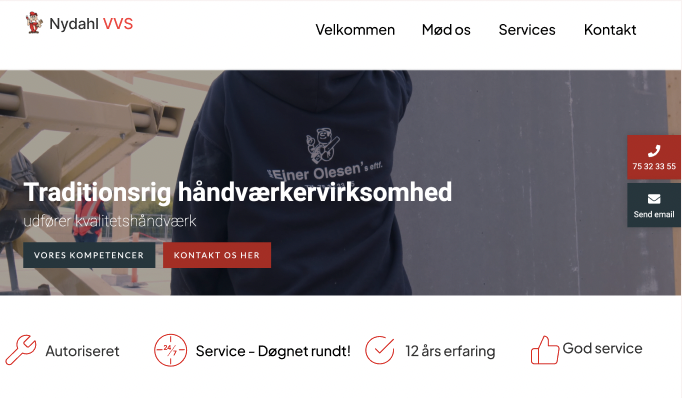 Nydahl VVS
Velkommen Mød os Services Kontakt
75 32 33 55
Send email
Ejner Olesen's eftf.
Traditionsrig håndværkervirksomhed
udfører kvalitetshåndværk
VORES KOMPETENCER KONTAKT OS HER
24/7
Autoriseret Service - Døgnet rundt! 12 års erfaring God service